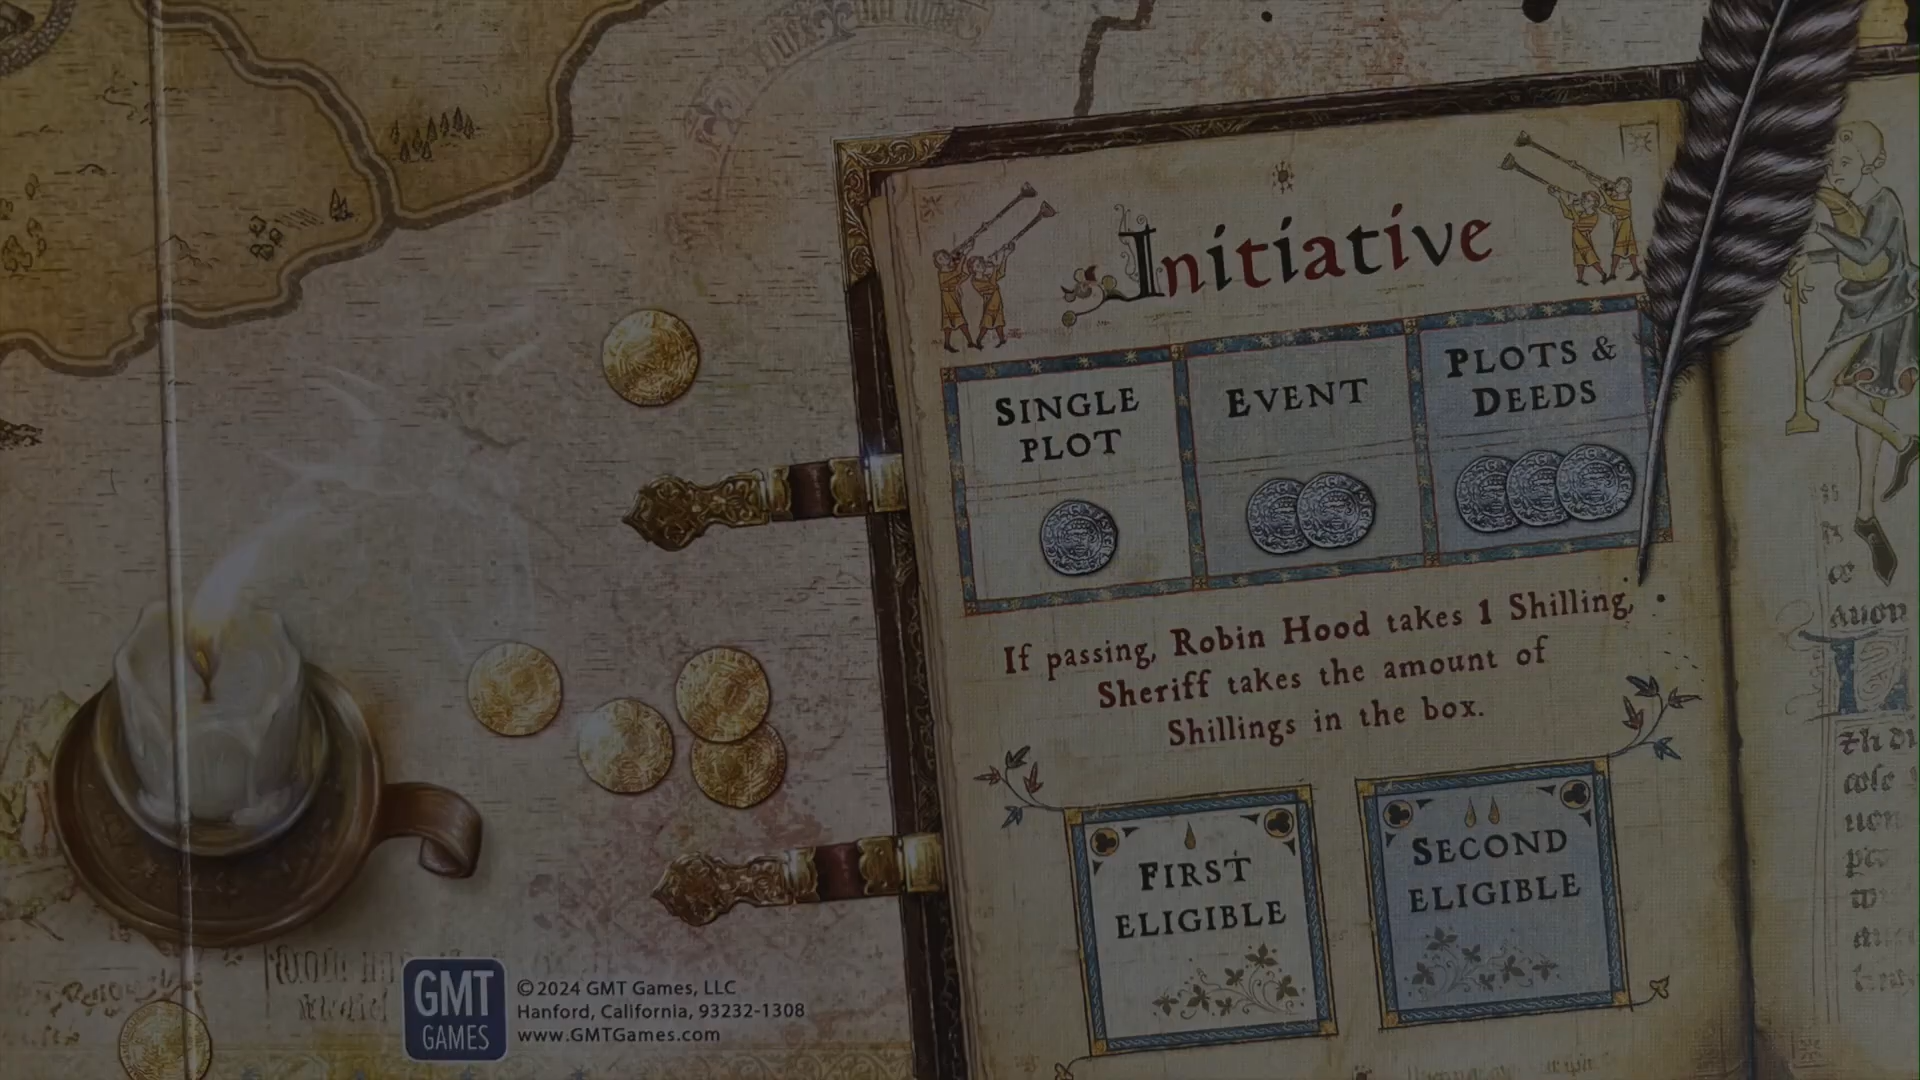 Initiative
SINGLE
PLOT
EVENT
PLOTS &
DEEDS
If passing, Robin Hood takes 1 Shilling,
Sheriff takes the amount of
Shillings in the box.
FIRST
ELIGIBLE
SECOND
ELIGIBLE
GMT
GAMES
©2024 GMT Games, LLC
Hanford, California, 93232-1308
www.GMTGames.com